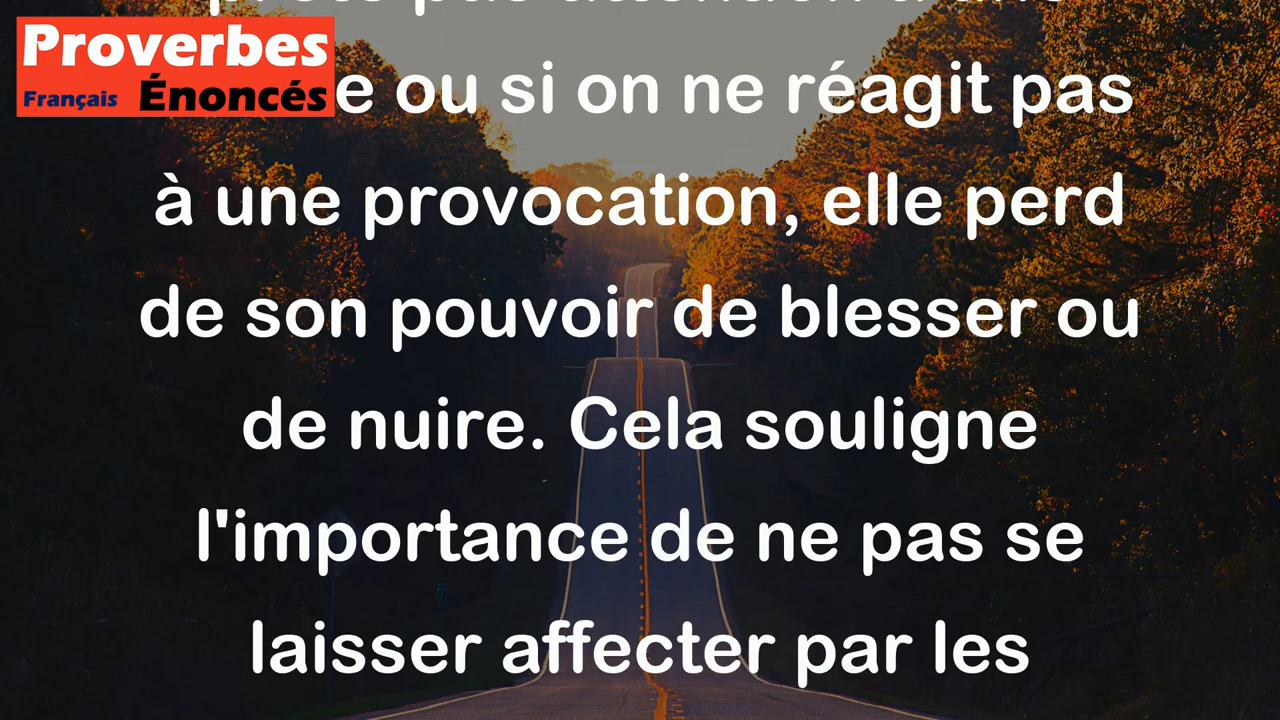 Proverbes
Français Énoncés
e ou si on ne réagit pas
à une provocation, elle perd
de son pouvoir de blesser ou
de nuire. Cela souligne
l'importance de ne pas se
laisser affecter par les